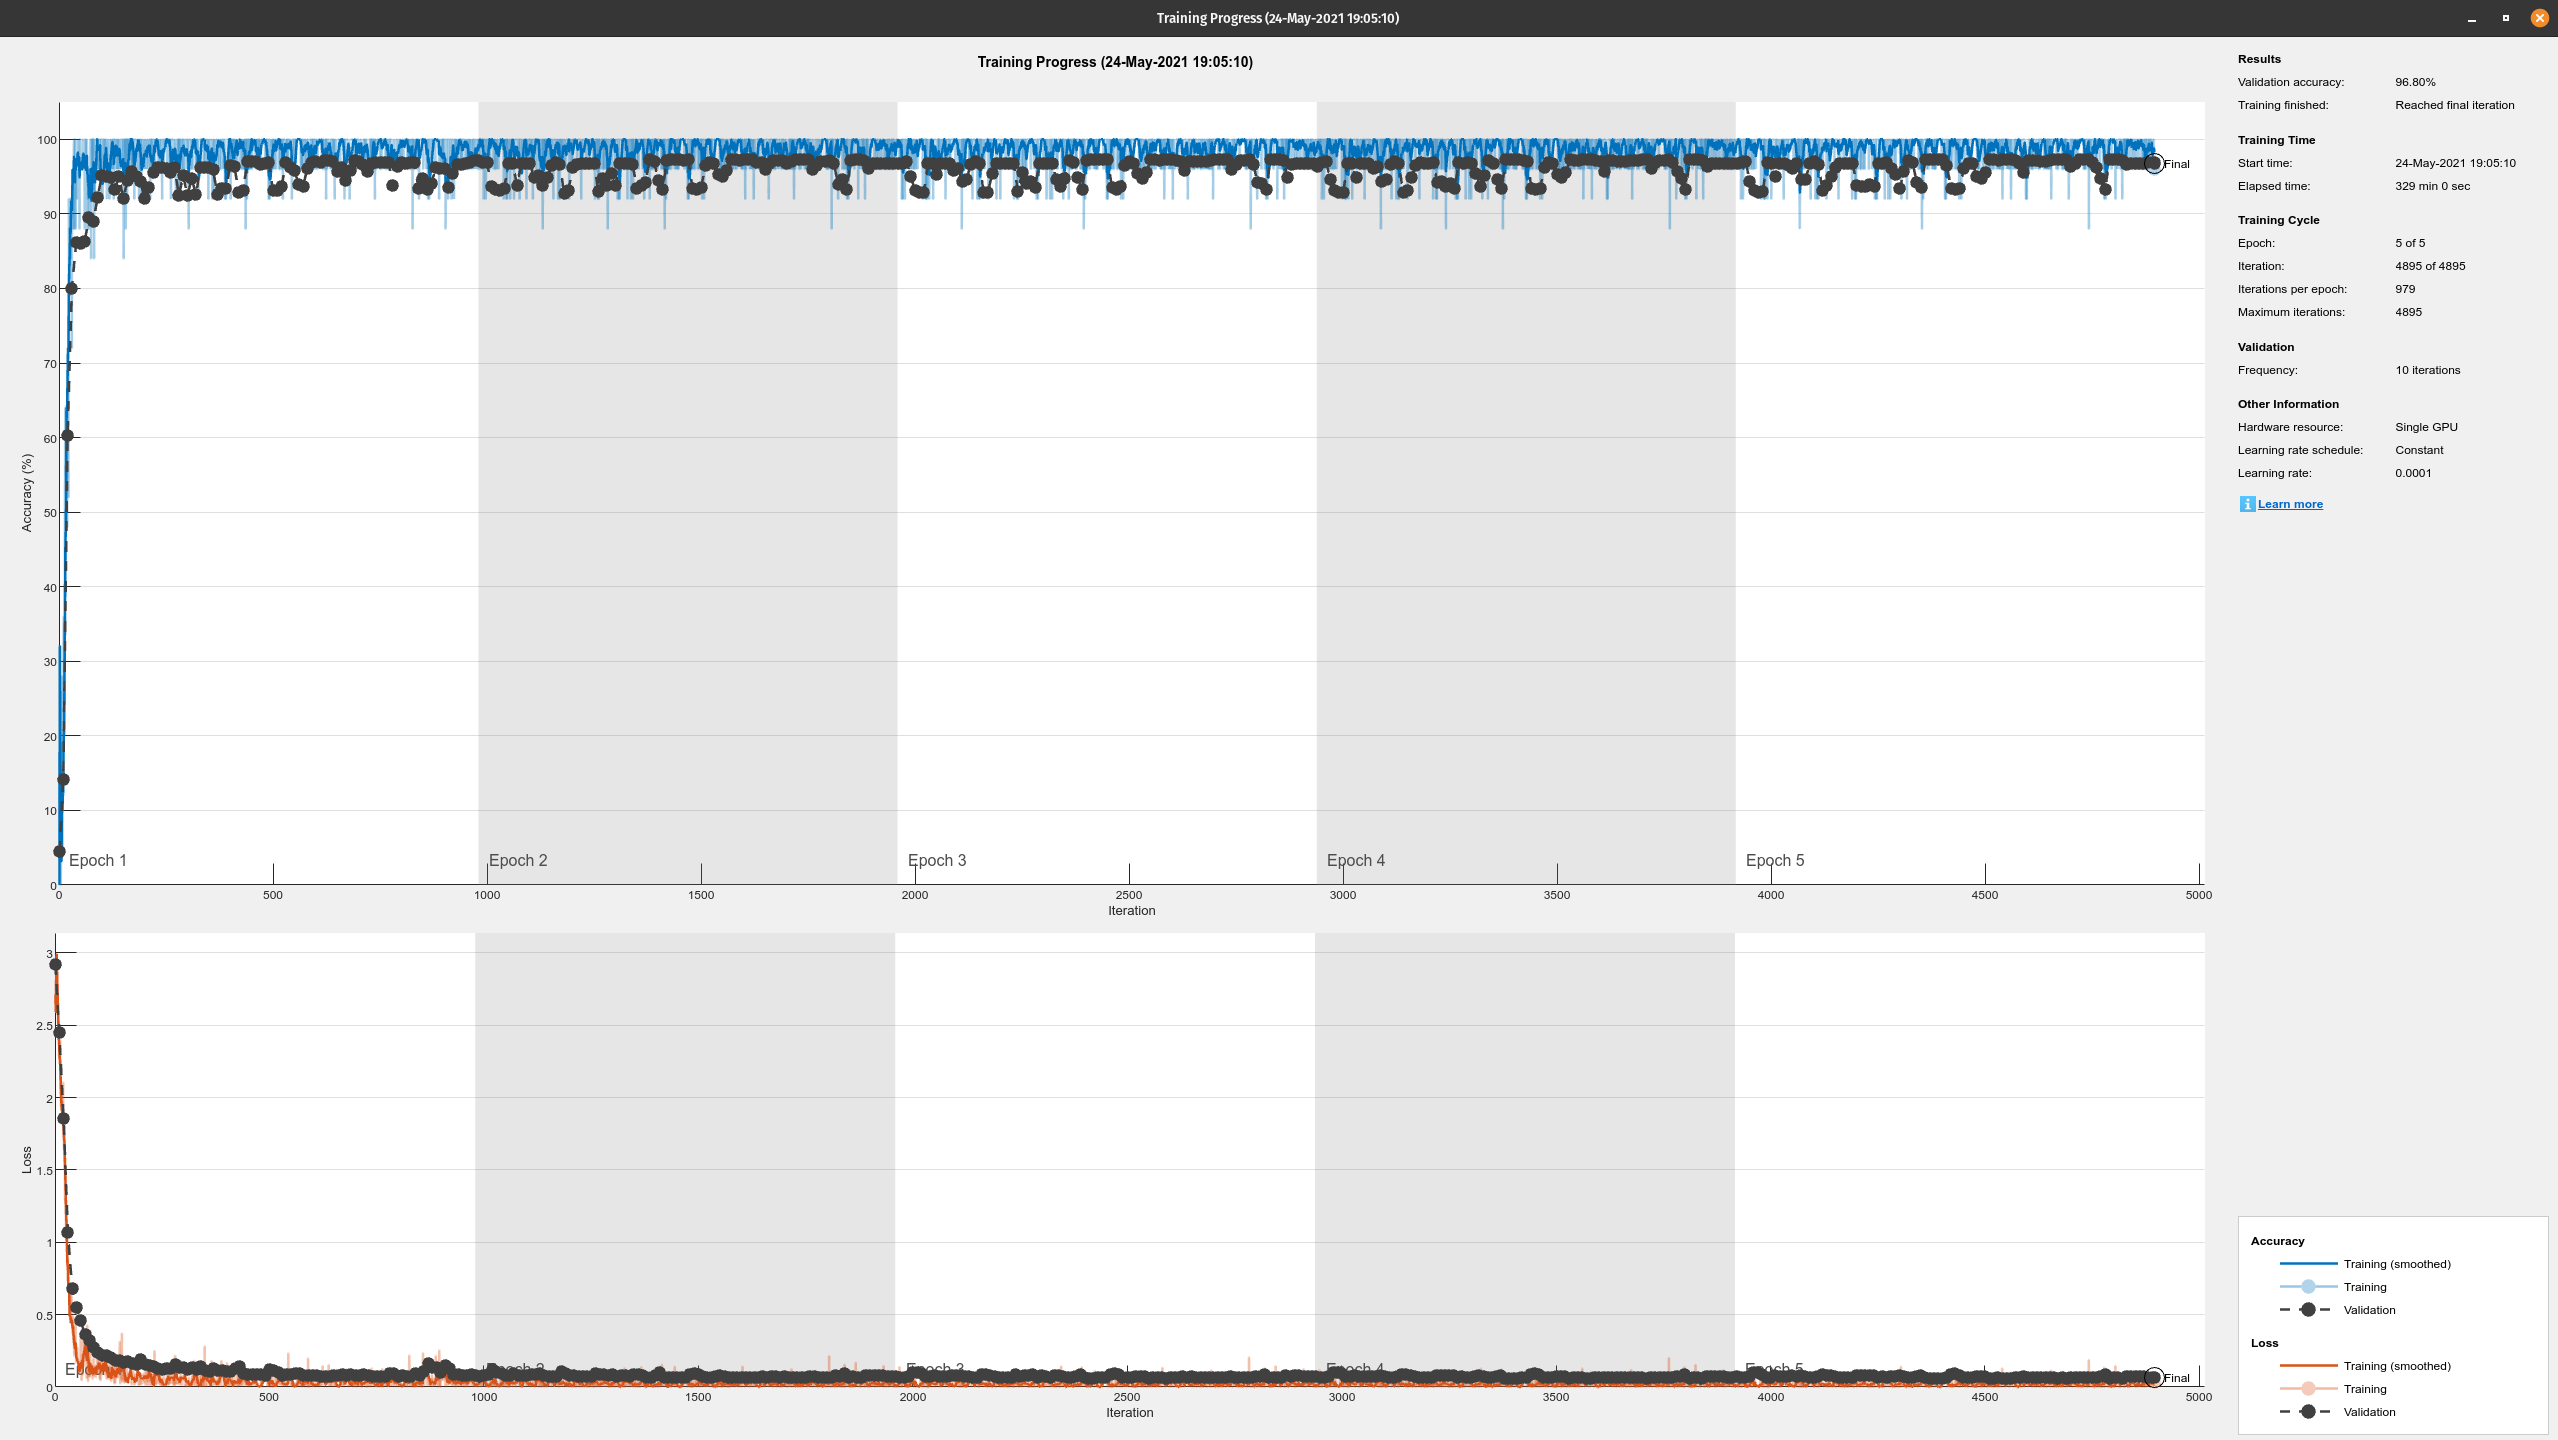 Training Progress (24-May-2021 19:05:10)
Training Progress (24-May-2021 19:05:10)
100
90
80
70
60
50
40
30
20
10
0
Accuracy (%)
Final
Epoch 1
Epoch 2
Epoch 3
Epoch 4
Epoch 5
0 500 1000 1500 2000 2500 3000 3500 4000 4500 5000
Iteration
3
2.5
2
1.5
1
0.5
0
Loss
Final
Epoch 2
Epoch 3
Epoch 4
Epoch 5
0 500 1000 1500 2000 2500 3000 3500 4000 4500 5000
Iteration
Results
Validation accuracy: 96.80%
Training finished: Reached final iteration
Training Time
Start time: 24-May-2021 19:05:10
Elapsed time: 329 min 0 sec
Training Cycle
Epoch: 5 of 5
Iteration: 4895 of 4895
Iterations per epoch: 979
Maximum iterations: 4895
Validation
Frequency: 10 iterations
Other Information
Hardware resource: Single GPU
Learning rate schedule: Constant
Learning rate: 0.0001
i Learn more
Accuracy
Training (smoothed)
Training
Validation
Loss
Training (smoothed)
Training
Validation